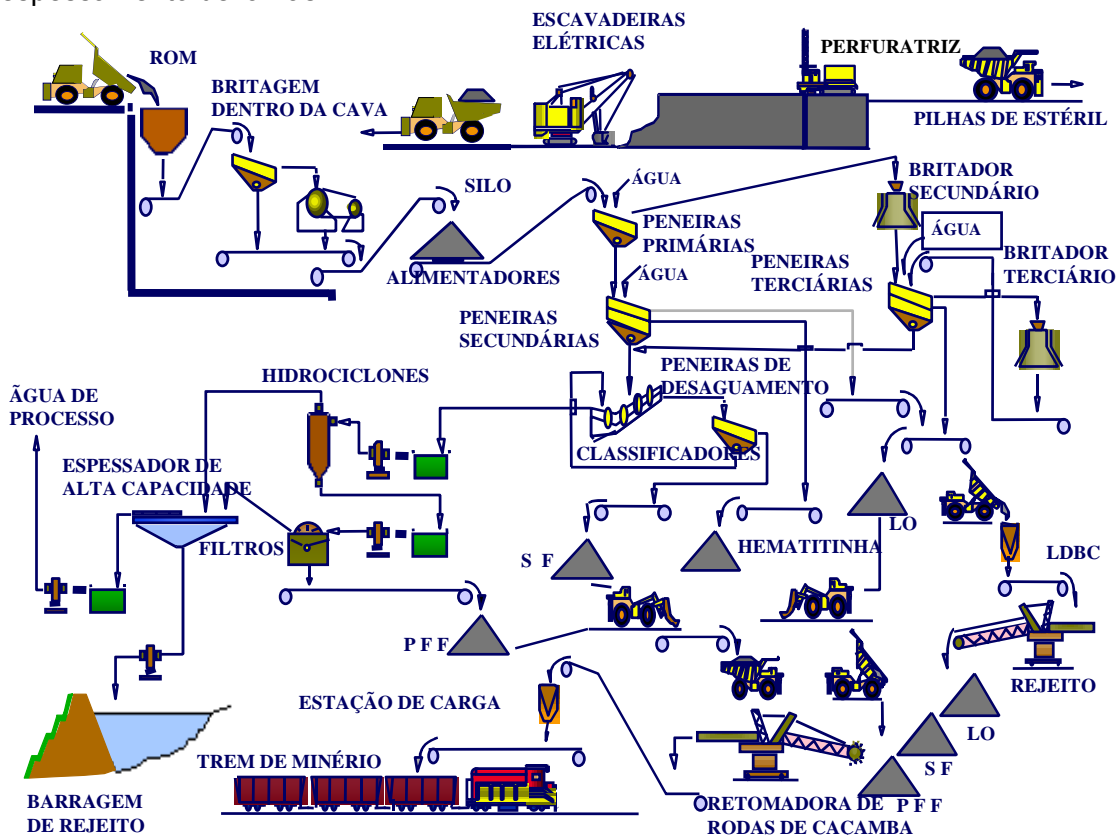 ESCAVADEIRAS
ELÉTRICAS
ROM
PERFURATRIZ
BRITAGEM
DENTRO DA CAVA
PILHAS DE ESTÉRIL
SILO
ÁGUA
BRITADOR
SECUNDÁRIO
PENEIRAS
PRIMÁRIAS
ÁGUA
BRITADOR
TERCIÁRIO
ALIMENTADORES
ÁGUA
PENEIRAS
TERCIÁRIAS
PENEIRAS
SECUNDÁRIAS
PENEIRAS DE
DESAGUAMENTO
HIDROCICLONES
ÃGUA DE
PROCESSO
CLASSIFICADORES
ESPESSADOR DE
ALTA CAPACIDADE
LO
FILTROS
HEMATITINHA
S F
LDBC
P F F
REJEITO
ESTAÇÃO DE CARGA
LO
TREM DE MINÉRIO
S F
BARRAGEM
DE REJEITO
RETOMADORA DE
RODAS DE CAÇAMBA
P F F